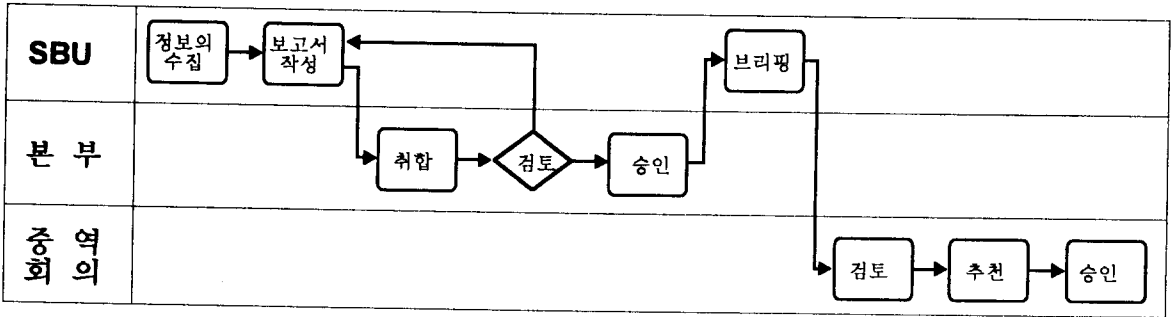 SBU
정보의
수집
보고서
작성
브리핑
본 부
취합
검토
승인
중 역
회 의
검토
추천
승인